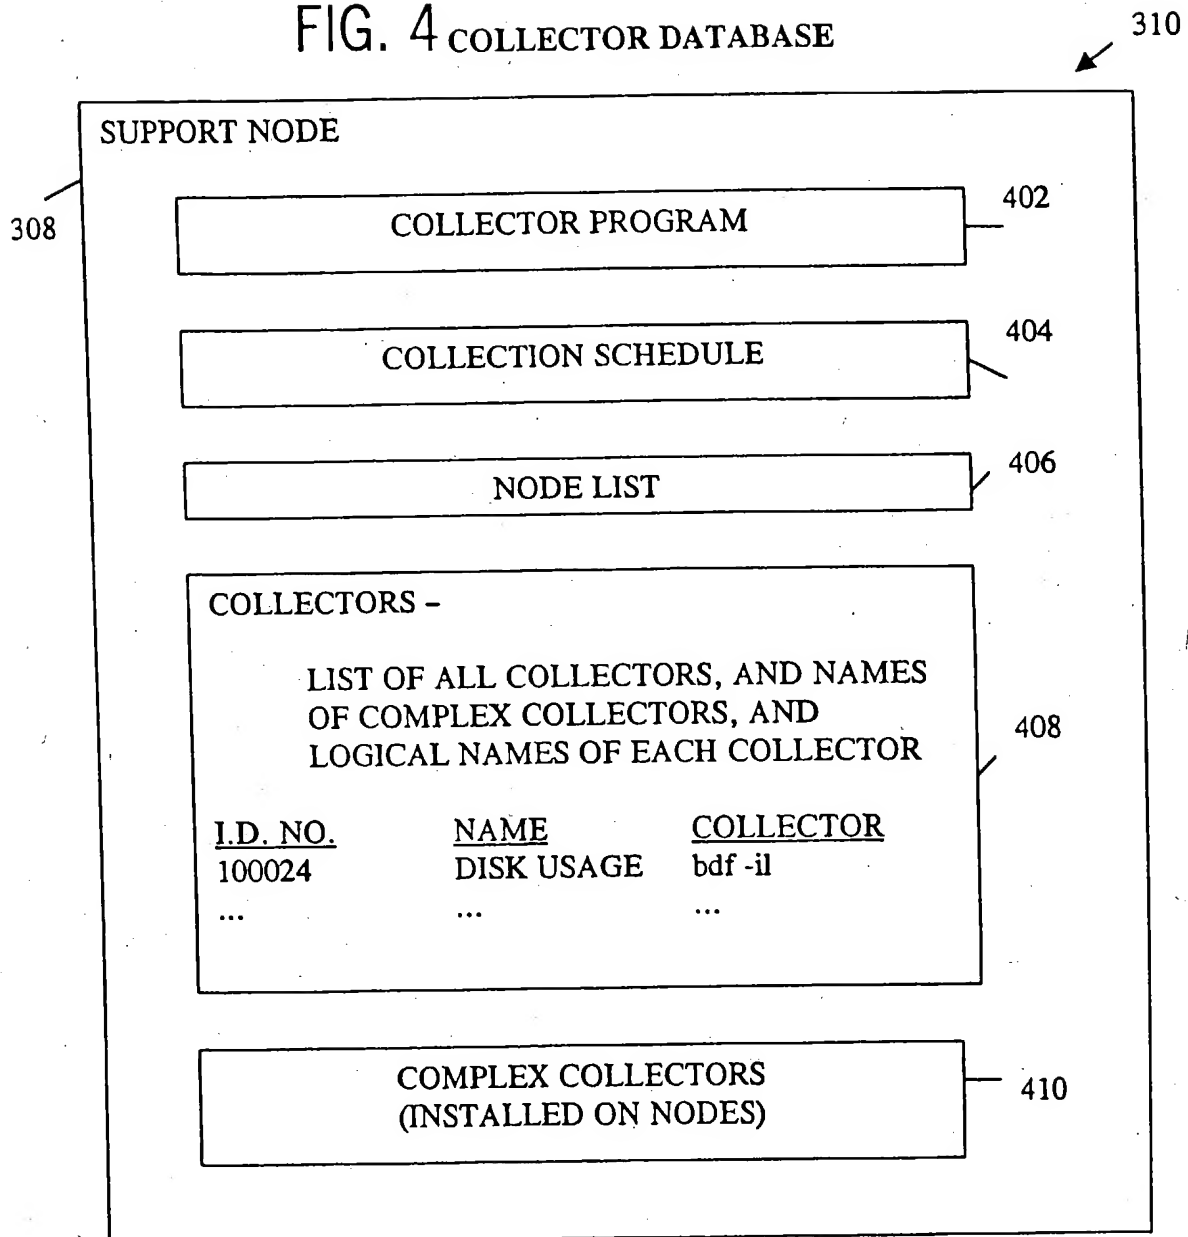 FIG. 4 COLLECTOR DATABASE
310
SUPPORT NODE
308
COLLECTOR PROGRAM
402
COLLECTION SCHEDULE
404
NODE LIST
406
COLLECTORS –
LIST OF ALL COLLECTORS, AND NAMES
OF COMPLEX COLLECTORS, AND
LOGICAL NAMES OF EACH COLLECTOR
408
I.D. NO. NAME COLLECTOR
100024 DISK USAGE bdf -il
... ... ...
COMPLEX COLLECTORS
(INSTALLED ON NODES)
410